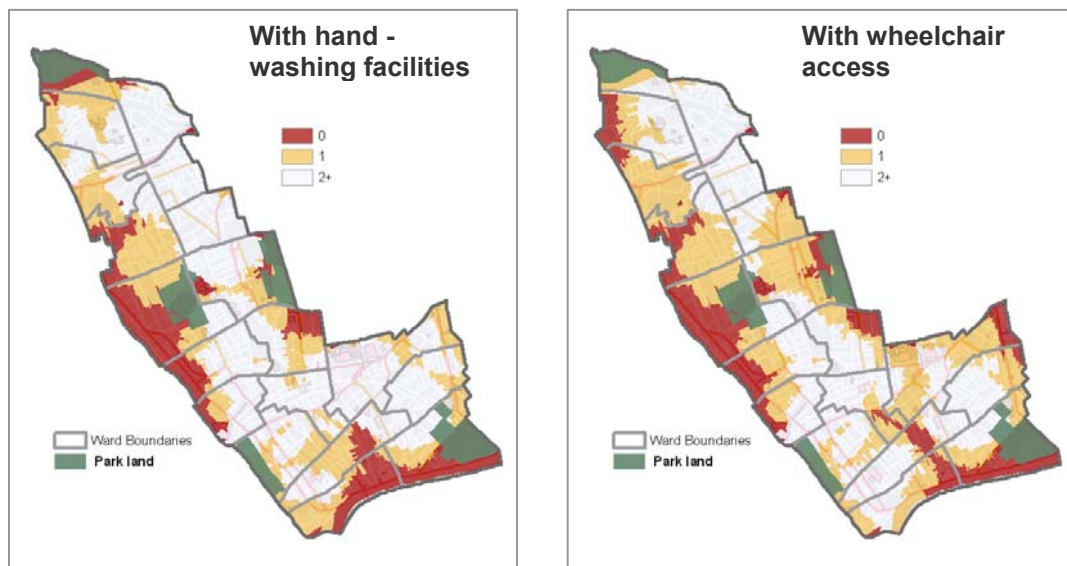 With hand -
washing facilities
0
1
2+
Ward Boundaries
Park land
With wheelchair
access
0
1
2+
Ward Boundaries
Park land